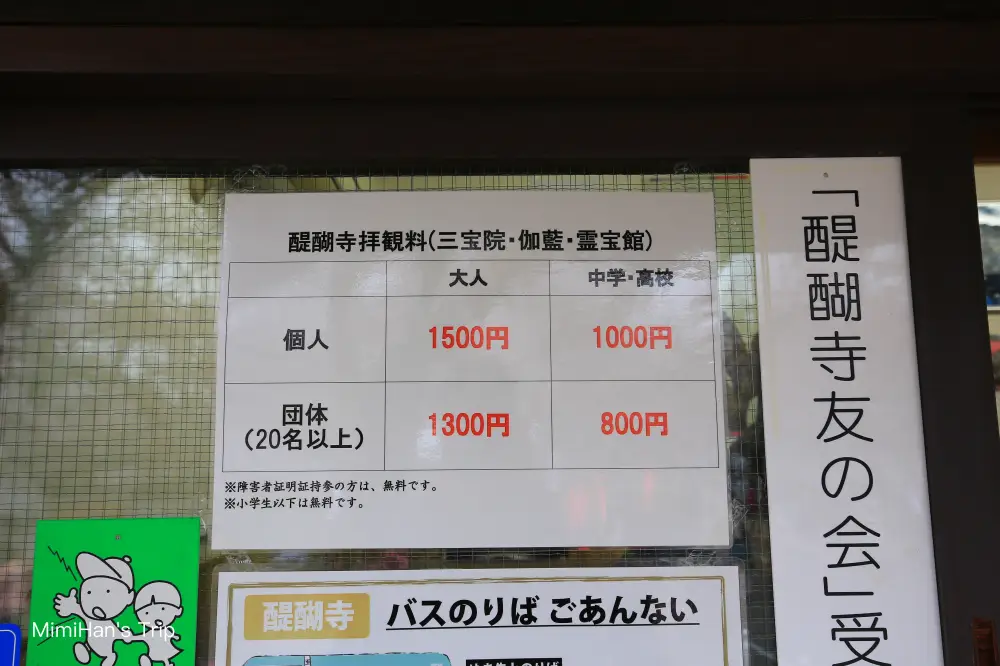 醍醐寺拝観料(三宝院・伽藍・霊宝館)
大人 中学・高校
個人 1500円 1000円
団体
(20名以上) 1300円 800円
※障害者証明証持参の方は、無料です。
※小学生以下は無料です。
醍醐寺 バスのりば ごあんない
「醍醐寺友の会」受
MimiHan's Trip